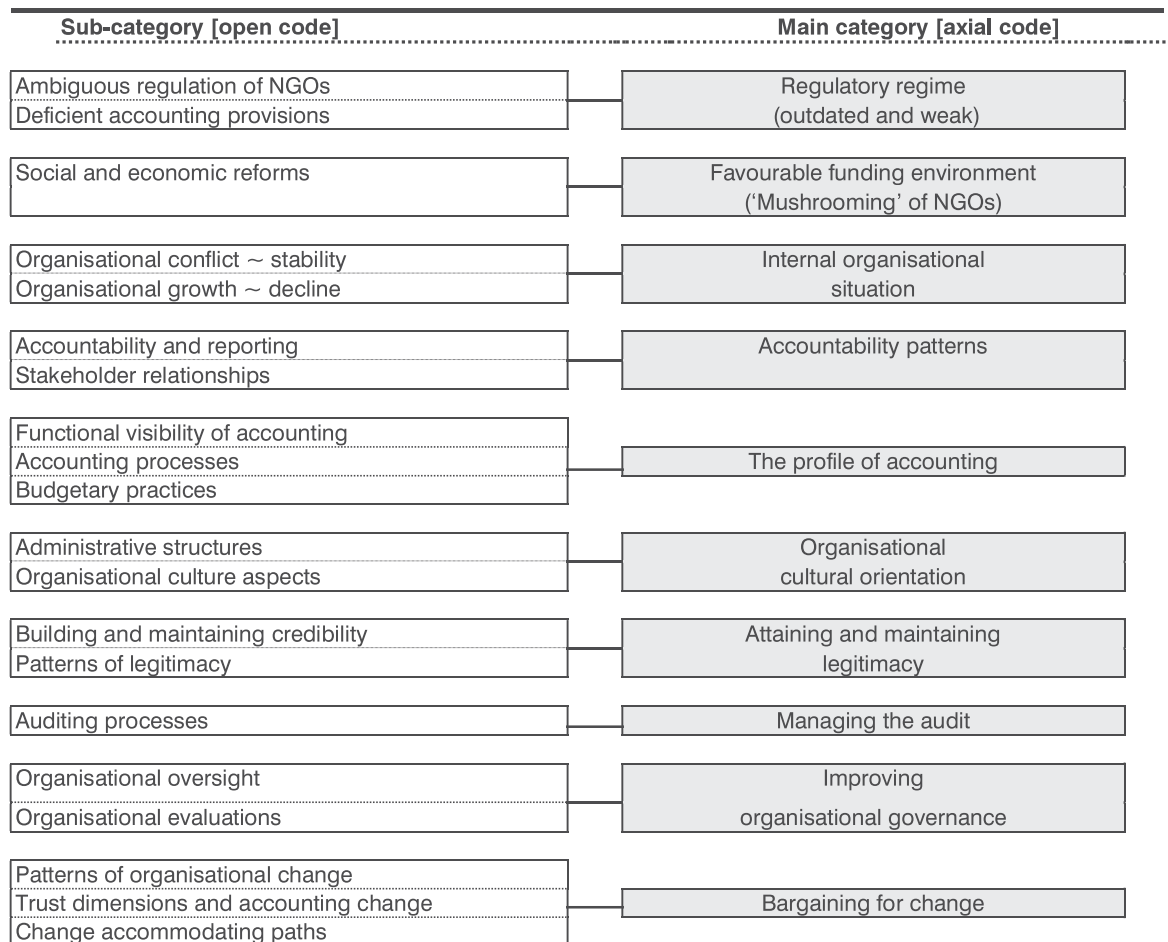 Sub-category [open code]
Main category [axial code]
Ambiguous regulation of NGOs
Deficient accounting provisions
Regulatory regime
(outdated and weak)
Social and economic reforms
Favourable funding environment
(‘Mushrooming’ of NGOs)
Organisational conflict ~ stability
Organisational growth ~ decline
Internal organisational
situation
Accountability and reporting
Stakeholder relationships
Accountability patterns
Functional visibility of accounting
Accounting processes
Budgetary practices
The profile of accounting
Administrative structures
Organisational culture aspects
Organisational
cultural orientation
Building and maintaining credibility
Patterns of legitimacy
Attaining and maintaining
legitimacy
Auditing processes
Managing the audit
Organisational oversight
Organisational evaluations
Improving
organisational governance
Patterns of organisational change
Trust dimensions and accounting change
Change accommodating paths
Bargaining for change